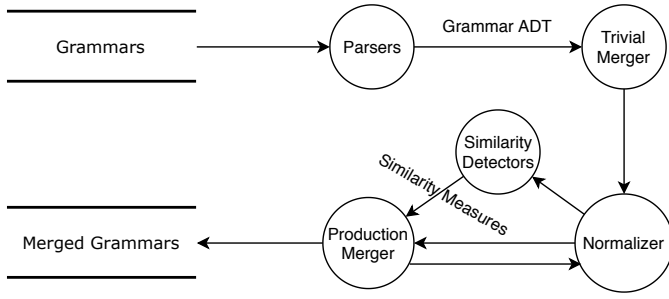 Grammars
Parsers
Grammar ADT
Trivial
Merger
Similarity
Detectors
Similarity Measures
Merged Grammars
Production
Merger
Normalizer